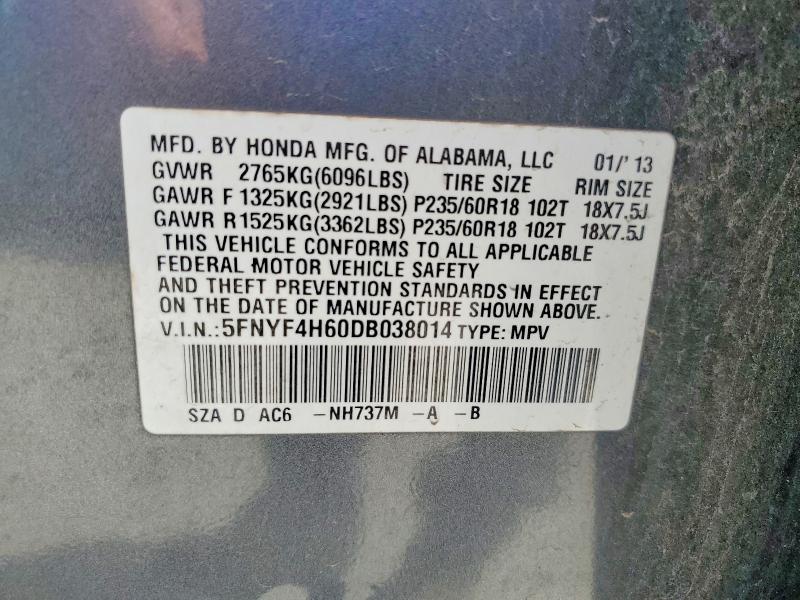 MFD. BY HONDA MFG. OF ALABAMA, LLC 01/'13
GVWR 2765KG(6096LBS) TIRE SIZE RIM SIZE
GAWR F 1325KG(2921LBS) P235/60R18 102T 18X7.5J
GAWR R1525KG(3362LBS) P235/60R18 102T 18X7.5J
THIS VEHICLE CONFORMS TO ALL APPLICABLE
FEDERAL MOTOR VEHICLE SAFETY
AND THEFT PREVENTION STANDARDS IN EFFECT
ON THE DATE OF MANUFACTURE SHOWN ABOVE.
V.I.N.:5FNYF4H60DB038014 TYPE: MPV
SZA D AC6 -NH737M -A -B